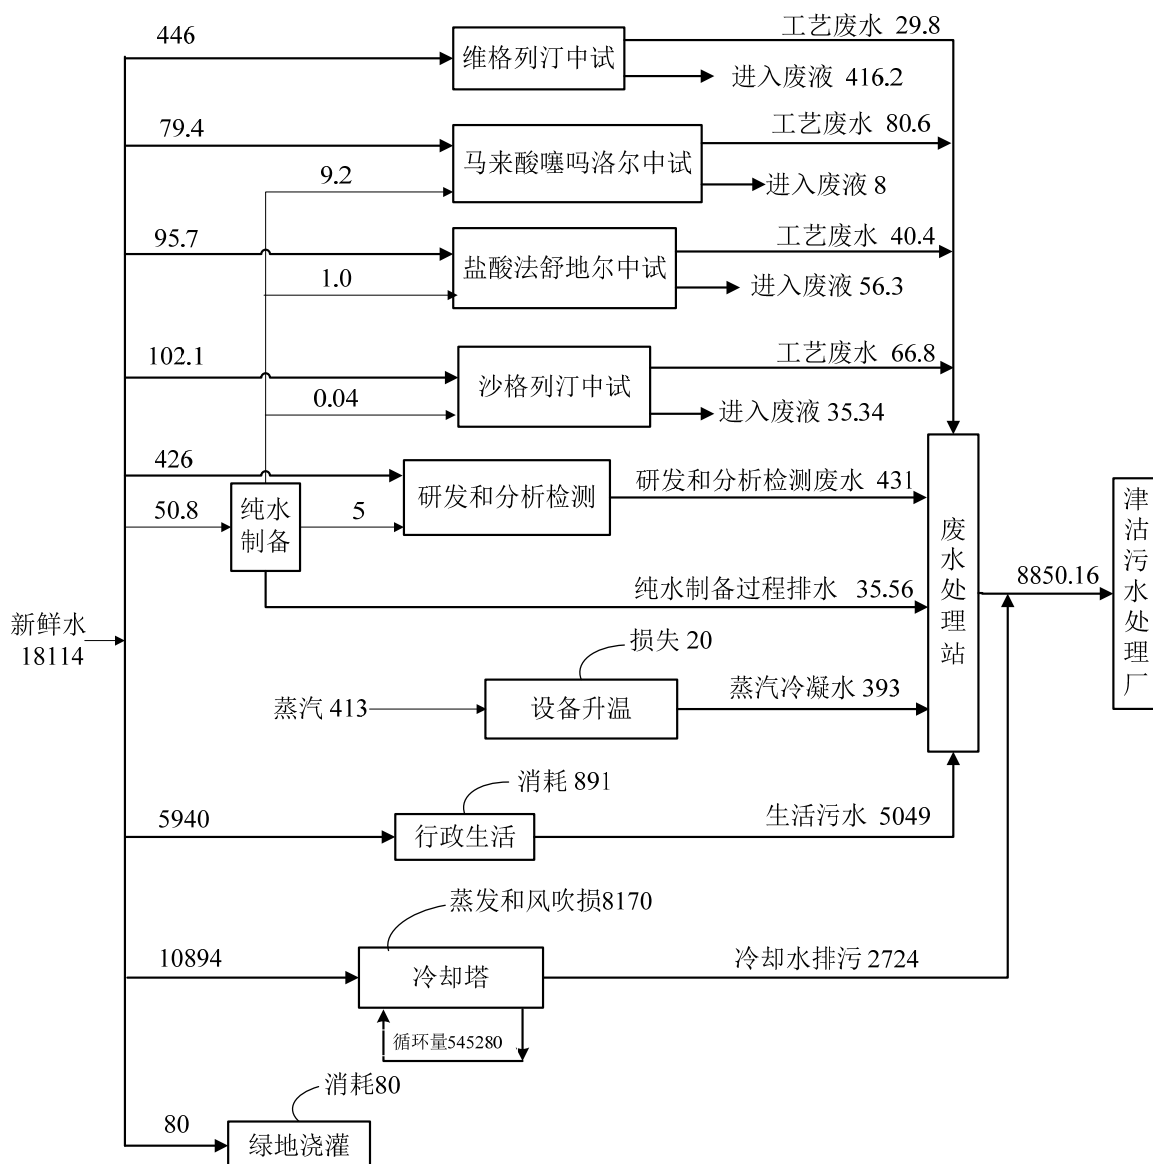 446
维格列汀中试
工艺废水 29.8
进入废液 416.2
79.4
9.2
马来酸噻吗洛尔中试
工艺废水 80.6
进入废液 8
95.7
1.0
盐酸法舒地尔中试
工艺废水 40.4
进入废液 56.3
102.1
0.04
沙格列汀中试
工艺废水 66.8
进入废液 35.34
426
研发和分析检测
研发和分析检测废水 431
50.8
纯水
制备
5
纯水制备过程排水 35.56
废水处理站
8850.16
津沽污水处理厂
新鲜水
18114
损失 20
蒸汽 413
设备升温
蒸汽冷凝水 393
消耗 891
5940
行政生活
生活污水 5049
蒸发和风吹损8170
10894
冷却塔
冷却水排污 2724
循环量545280
消耗80
80
绿地浇灌